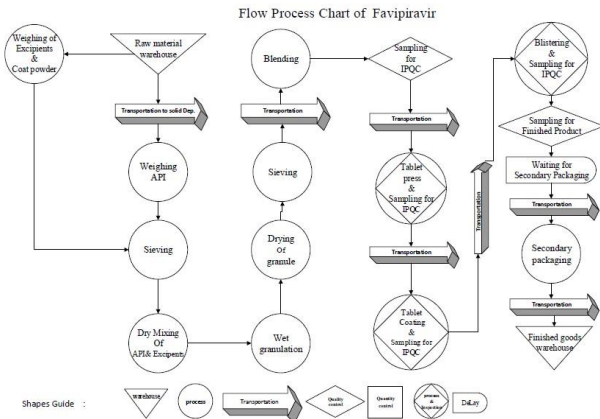 Flow Process Chart of Favipiravir
Weighing of
Excipients
&
Coat powder
Raw material
warehouse
Transportation to solid Dep.
Weighing
API
Sieving
Dry Mixing Of
API& Excipents
Wet
granulation
Drying
Of
granule
Sieving
Transportation
Blending
Sampling
for
IPQC
Transportation
Tablet
press
&
Sampling for
IPQC
Transportation
Tablet
Coating
&
Sampling for
IPQC
Transportation
Blistering
&
Sampling for
IPQC
Sampling for
Finished Product
Waiting for
Secondary Packaging
Transportation
Secondary
packaging
Transportation
Finished goods
warehouse
Shapes Guide :
warehouse
process
Transportation
Quality
control
Quantity
control
process
&
Inspection
DeLay